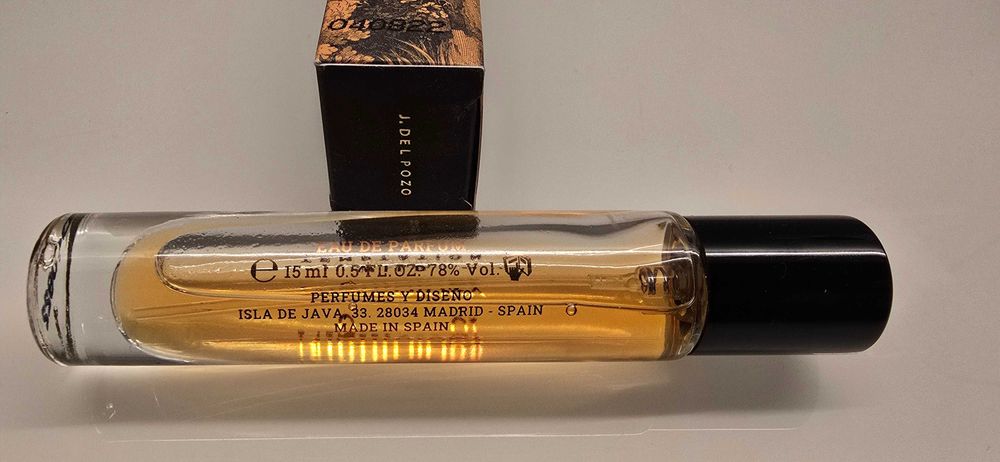 040822
J. DEL POZO
EAU DE PARFUM
℮ 15 ml 0.5 FL. OZ. 78% Vol.
PERFUMES Y DISEÑO
ISLA DE JAVA, 33. 28034 MADRID - SPAIN
MADE IN SPAIN